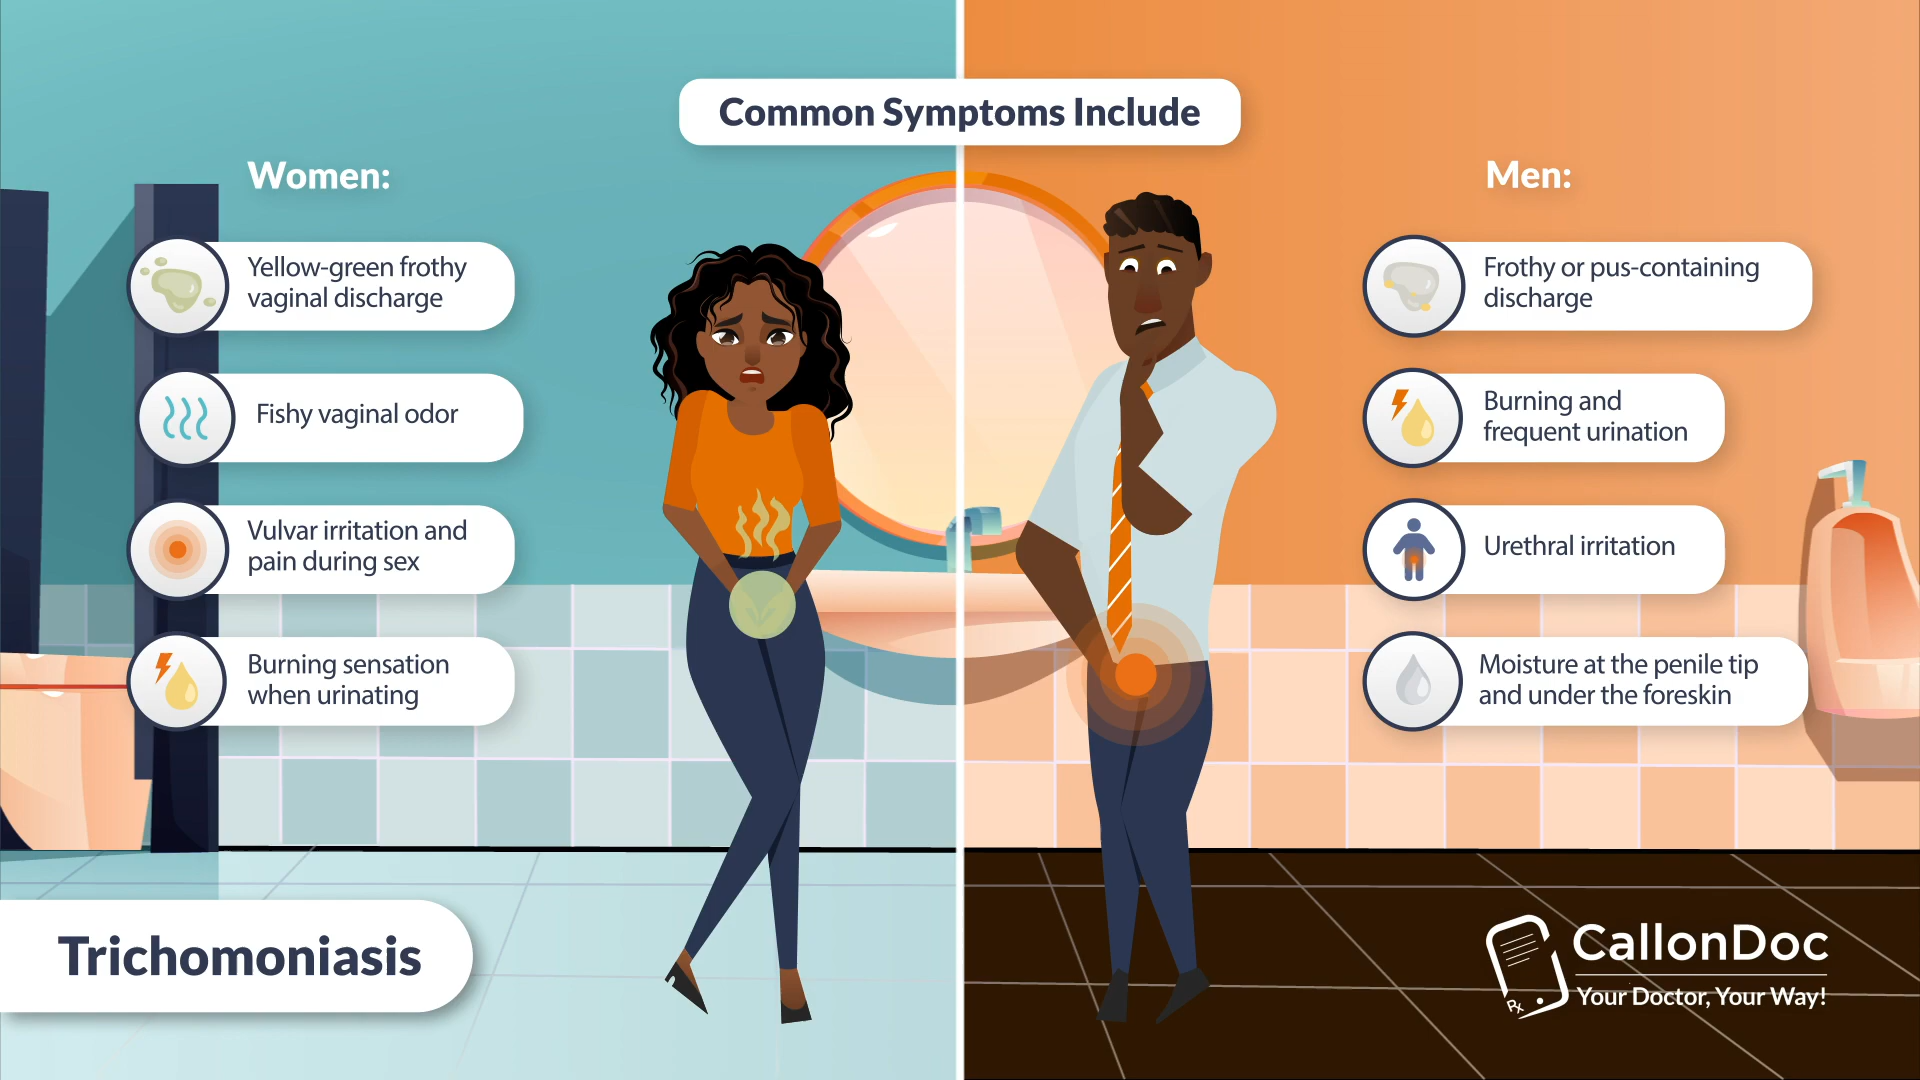 Common Symptoms Include
Women:
Yellow-green frothy
vaginal discharge
Fishy vaginal odor
Vulvar irritation and
pain during sex
Burning sensation
when urinating
Men:
Frothy or pus-containing
discharge
Burning and
frequent urination
Urethral irritation
Moisture at the penile tip
and under the foreskin
Trichomoniasis
Rx
CallonDoc
Your Doctor, Your Way!